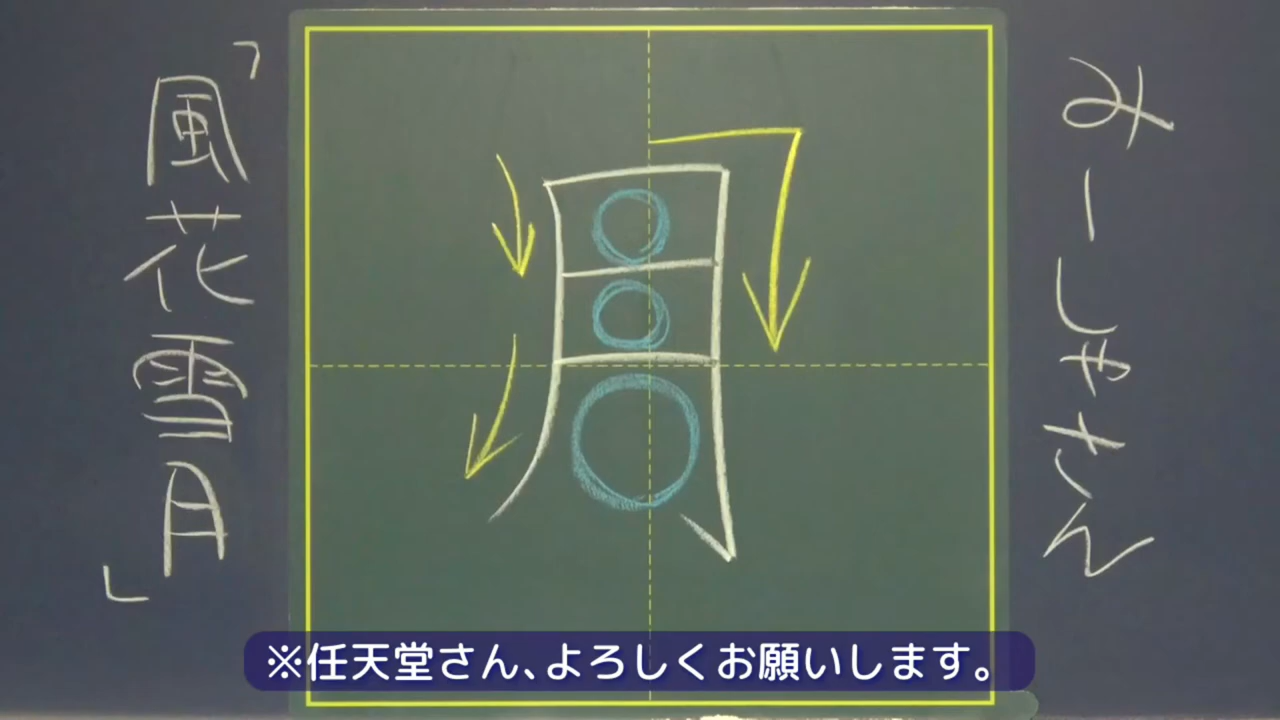 みーしゃさん
月
「風花雪月」
※任天堂さん、よろしくお願いします。